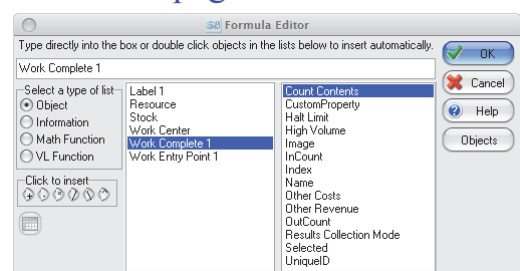 Formula Editor
Type directly into the box or double click objects in the lists below to insert automatically.
Work Complete 1
Select a type of list
Object
Information
Math Function
VL Function
Click to insert
Label 1
Resource
Stock
Work Center
Work Complete 1
Work Entry Point 1
Count Contents
CustomProperty
Halt Limit
High Volume
Image
InCount
Index
Name
Other Costs
Other Revenue
OutCount
Results Collection Mode
Selected
UniqueID
OK
Cancel
Help
Objects